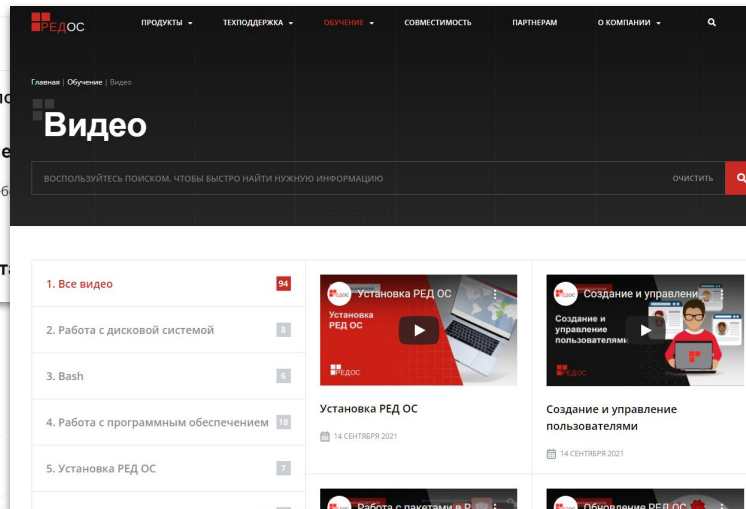 РЕДОС
ПРОДУКТЫ
ТЕХПОДДЕРЖКА
ОБУЧЕНИЕ
СОВМЕСТИМОСТЬ
ПАРТНЕРАМ
О КОМПАНИИ
Главная | Обучение | Видео
Видео
ВОСПОЛЬЗУЙТЕСЬ ПОИСКОМ, ЧТОБЫ БЫСТРО НАЙТИ НУЖНУЮ ИНФОРМАЦИЮ
ОЧИСТИТЬ
1. Все видео 94
2. Работа с дисковой системой 8
3. Bash 6
4. Работа с программным обеспечением 18
5. Установка РЕД ОС 7
Установка РЕД ОС
Установка
РЕД ОС
РЕДОС
Установка РЕД ОС
14 СЕНТЯБРЯ 2021
Создание и управлени...
Создание и
управление
пользователями
РЕДОС
Создание и управление
пользователями
14 СЕНТЯБРЯ 2021
Работа с пакетами в Р
Обновление РЕД ОС